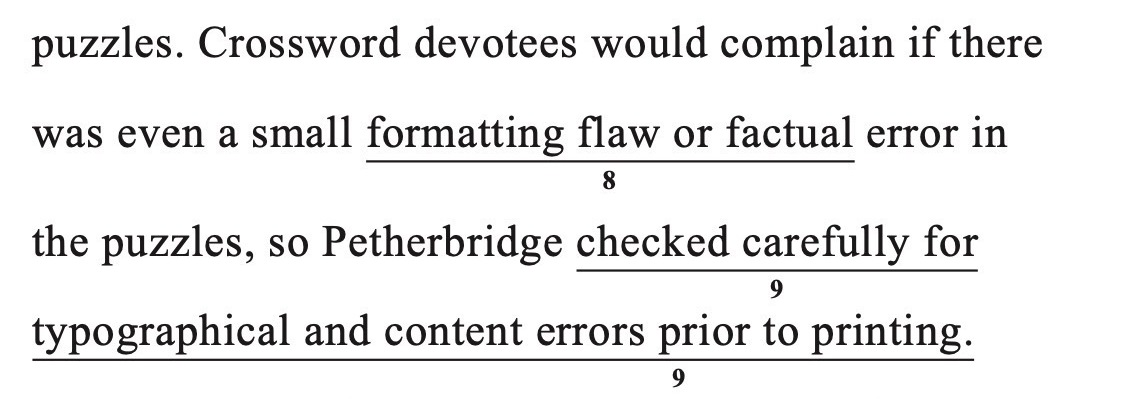 puzzles. Crossword devotees would complain if there
was even a small formatting flaw or factual error in
8
the puzzles, so Petherbridge checked carefully for
9
typographical and content errors prior to printing.
9